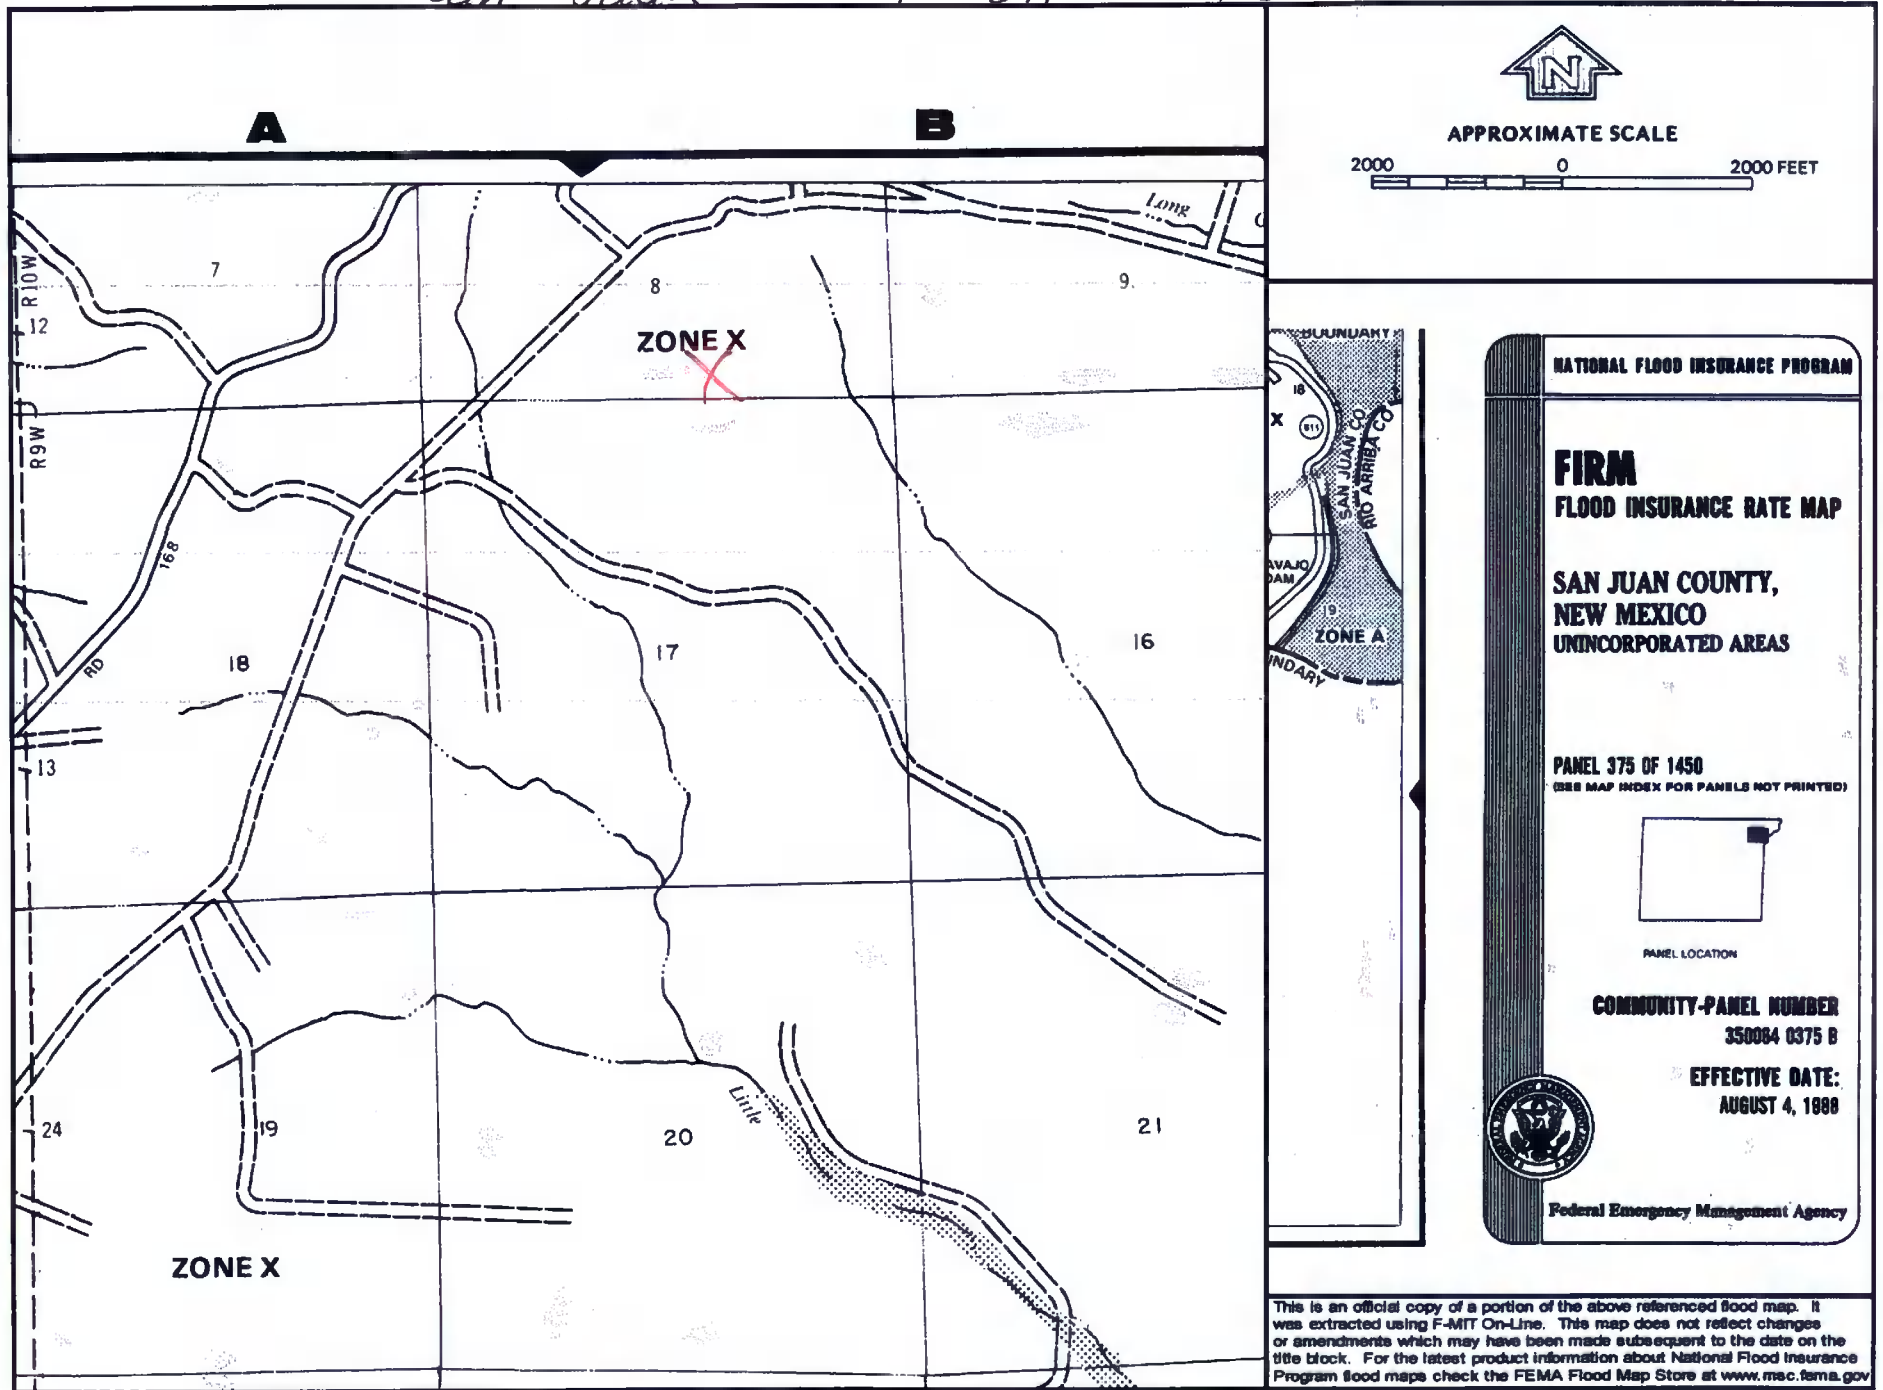 A
B
N
APPROXIMATE SCALE
2000 0 2000 FEET
Long
R10W
7
8
9
12
ZONE X
R9W
168
RD
18
17
16
13
24
19
20
21
Little
ZONE X
BOUNDARY
18
X
511
SAN JUAN CO
RIO ARRIBA CO
AVAJO
DAM
19
ZONE A
INDARY
NATIONAL FLOOD INSURANCE PROGRAM
FIRM
FLOOD INSURANCE RATE MAP
SAN JUAN COUNTY,
NEW MEXICO
UNINCORPORATED AREAS
PANEL 375 OF 1450
(SEE MAP INDEX FOR PANELS NOT PRINTED)
PANEL LOCATION
COMMUNITY-PANEL NUMBER
350064 0375 B
EFFECTIVE DATE:
AUGUST 4, 1988
Federal Emergency Management Agency
This is an official copy of a portion of the above referenced flood map. It
was extracted using F-MIT On-Line. This map does not reflect changes
or amendments which may have been made subsequent to the date on the
title block. For the latest product information about National Flood Insurance
Program flood maps check the FEMA Flood Map Store at www.msc.fema.gov